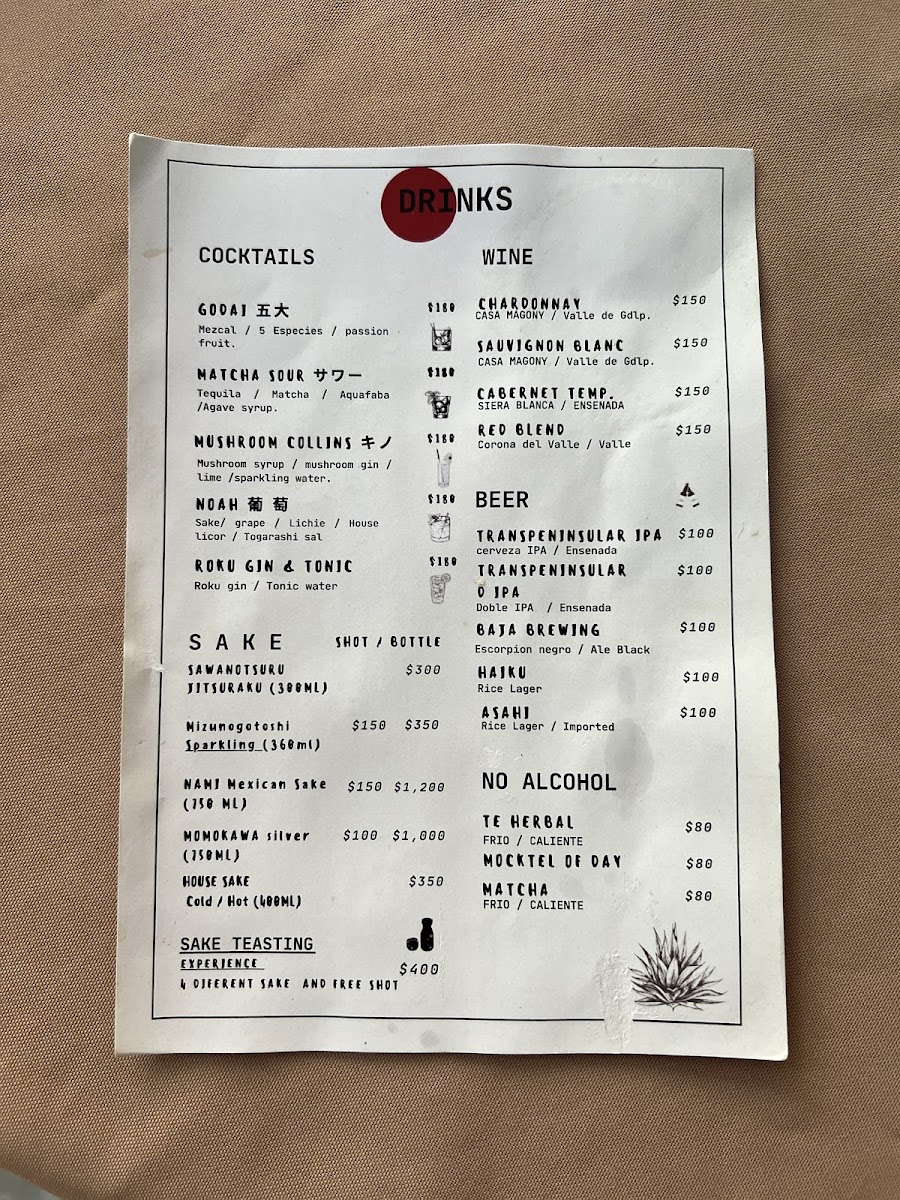 DRINKS
COCKTAILS
GODAI 五大 $180
Mezcal / 5 Especies / passion
fruit.
MATCHA SOUR サワー $180
Tequila / Matcha / Aquafaba
/Agave syrup.
MUSHROOM COLLINS キノ $180
Mushroom syrup / mushroom gin /
lime /sparkling water.
NOAH 葡 萄 $180
Sake/ grape / Lichie / House
licor / Togarashi sal
ROKU GIN & TONIC $180
Roku gin / Tonic water
SAKE SHOT / BOTTLE
SAWANOTSURU $300
JITSURAKU (300ML)
Mizunogotoshi $150 $350
Sparkling (360ml)
NAMI Mexican Sake $150 $1,200
(750 ML)
MOMOKAWA silver $100 $1,000
(750ML)
HOUSE SAKE $350
Cold / Hot (400ML)
SAKE TEASTING
EXPERIENCE $400
4 DIFERENT SAKE AND FREE SHOT
WINE
CHARDONNAY $150
CASA MAGONY / Valle de Gdlp.
SAUVIGNON BLANC $150
CASA MAGONY / Valle de Gdlp.
CABERNET TEMP. $150
SIERA BLANCA / ENSENADA
RED BLEND $150
Corona del Valle / Valle
BEER
TRANSPENINSULAR IPA $100
cerveza IPA / Ensenada
TRANSPENINSULAR $100
D IPA
Doble IPA / Ensenada
BAJA BREWING $100
Escorpion negro / Ale Black
HAIKU $100
Rice Lager
ASAHI $100
Rice Lager / Imported
NO ALCOHOL
TE HERBAL $80
FRIO / CALIENTE
MOCKTEL OF DAY $80
MATCHA $80
FRIO / CALIENTE